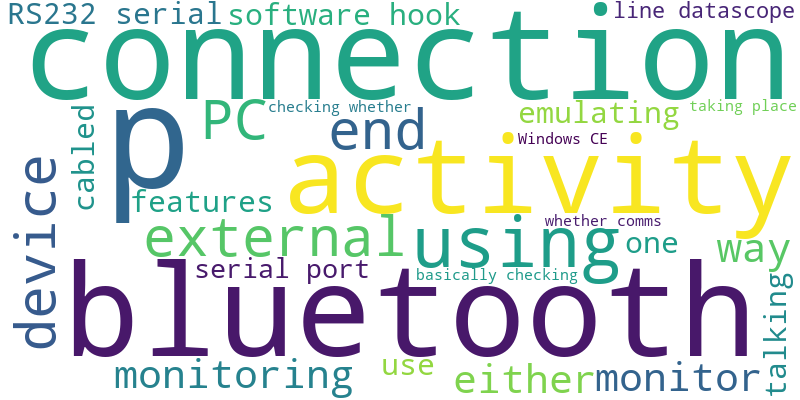 RS232 serial
software hook
line datascope
connection
p
PC
checking whether
end
emulating
taking place
cabled
Windows CE
activity
device
features
external
using
whether comms
one
way
serial port
basically checking
bluetooth
talking
monitoring
use
either
monitor